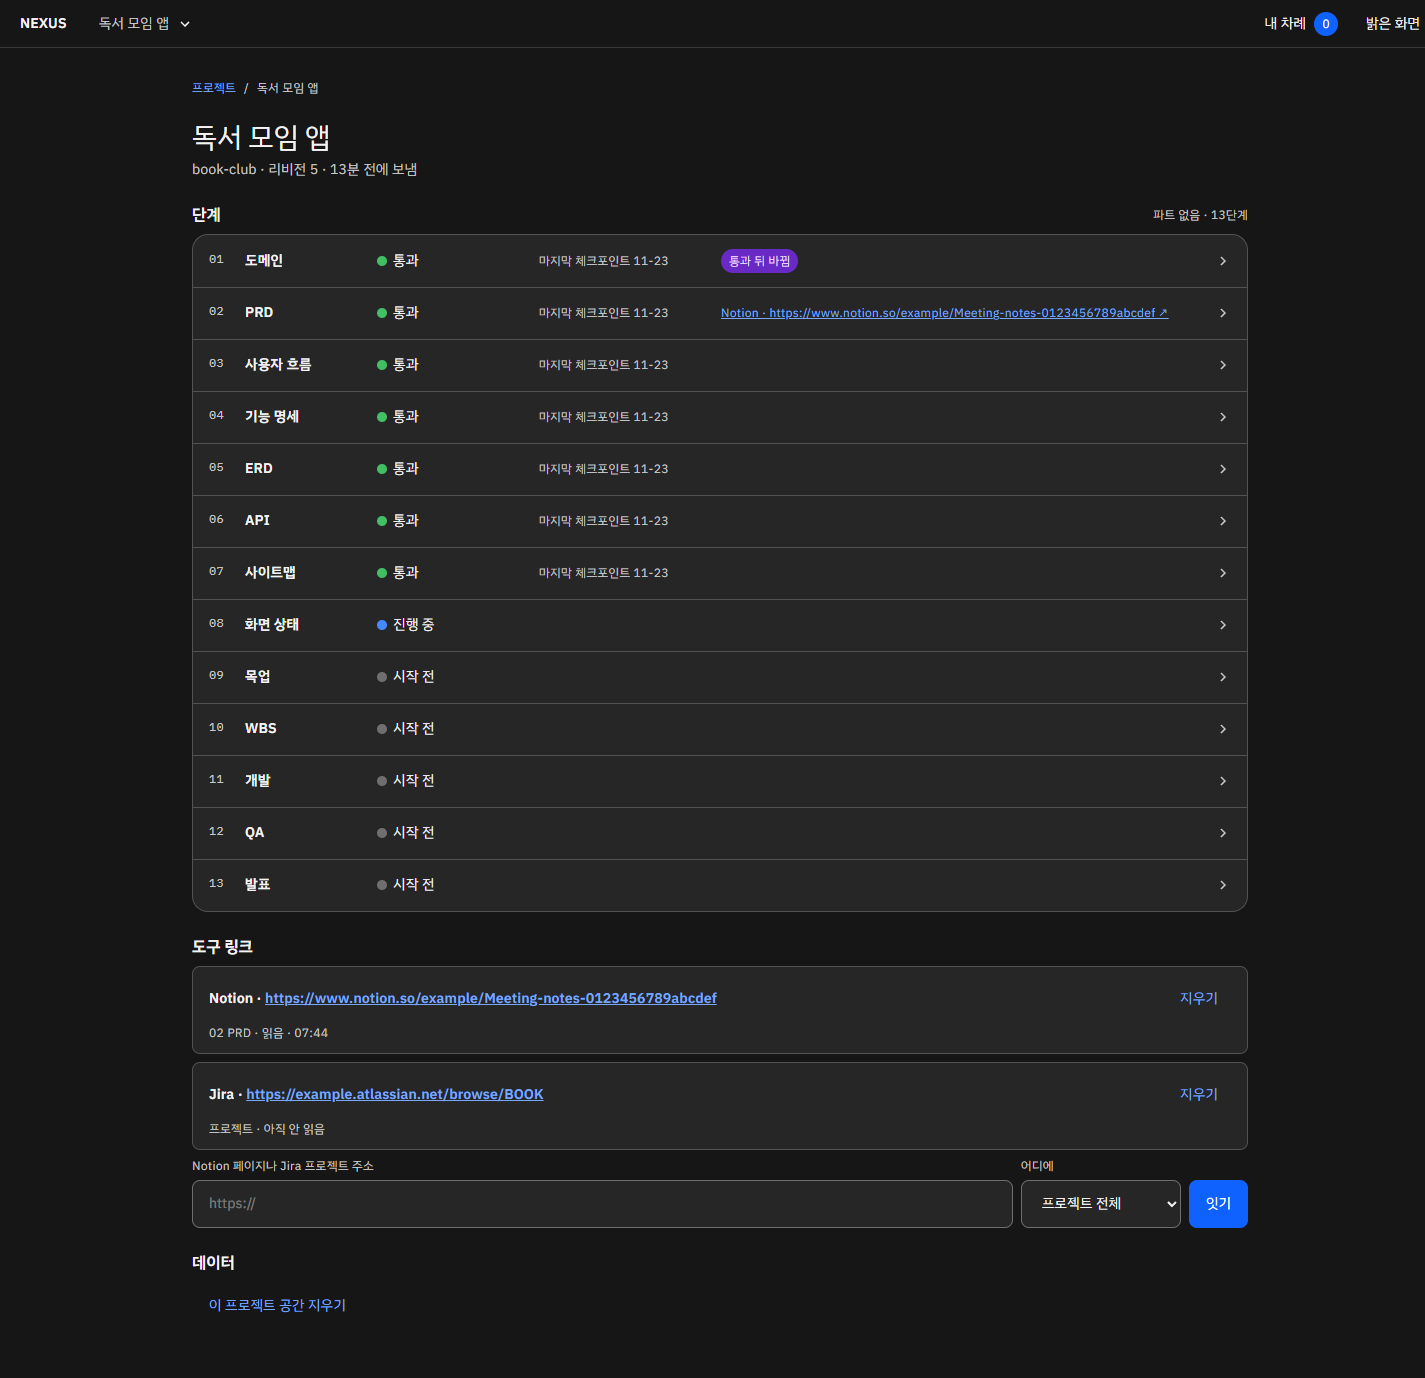 NEXUS 독서 모임 앱 내 차례 0 밝은 화면
프로젝트 / 독서 모임 앱
독서 모임 앱
book-club · 리비전 5 · 13분 전에 보냄
단계 파트 없음 · 13단계
01 도메인 통과 마지막 체크포인트 11-23 통과 뒤 바뀜
02 PRD 통과 마지막 체크포인트 11-23 Notion · https://www.notion.so/example/Meeting-notes-0123456789abcdef ↗
03 사용자 흐름 통과 마지막 체크포인트 11-23
04 기능 명세 통과 마지막 체크포인트 11-23
05 ERD 통과 마지막 체크포인트 11-23
06 API 통과 마지막 체크포인트 11-23
07 사이트맵 통과 마지막 체크포인트 11-23
08 화면 상태 진행 중
09 목업 시작 전
10 WBS 시작 전
11 개발 시작 전
12 QA 시작 전
13 발표 시작 전
도구 링크
Notion · https://www.notion.so/example/Meeting-notes-0123456789abcdef 지우기
02 PRD · 읽음 · 07:44
Jira · https://example.atlassian.net/browse/BOOK 지우기
프로젝트 · 아직 안 읽음
Notion 페이지나 Jira 프로젝트 주소 어디에
https:// 프로젝트 전체 잇기
데이터
이 프로젝트 공간 지우기